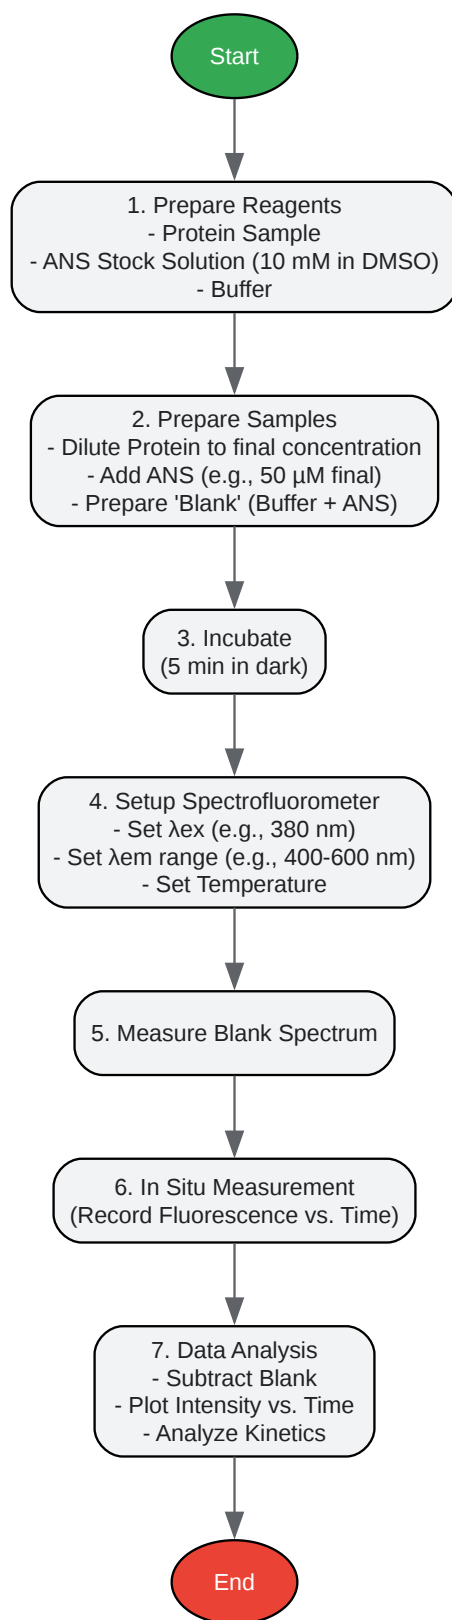 Start
1. Prepare Reagents
- Protein Sample
- ANS Stock Solution (10 mM in DMSO)
- Buffer
2. Prepare Samples
- Dilute Protein to final concentration
- Add ANS (e.g., 50 µM final)
- Prepare 'Blank' (Buffer + ANS)
3. Incubate
(5 min in dark)
4. Setup Spectrofluorometer
- Set λex (e.g., 380 nm)
- Set λem range (e.g., 400-600 nm)
- Set Temperature
5. Measure Blank Spectrum
6. In Situ Measurement
(Record Fluorescence vs. Time)
7. Data Analysis
- Subtract Blank
- Plot Intensity vs. Time
- Analyze Kinetics
End